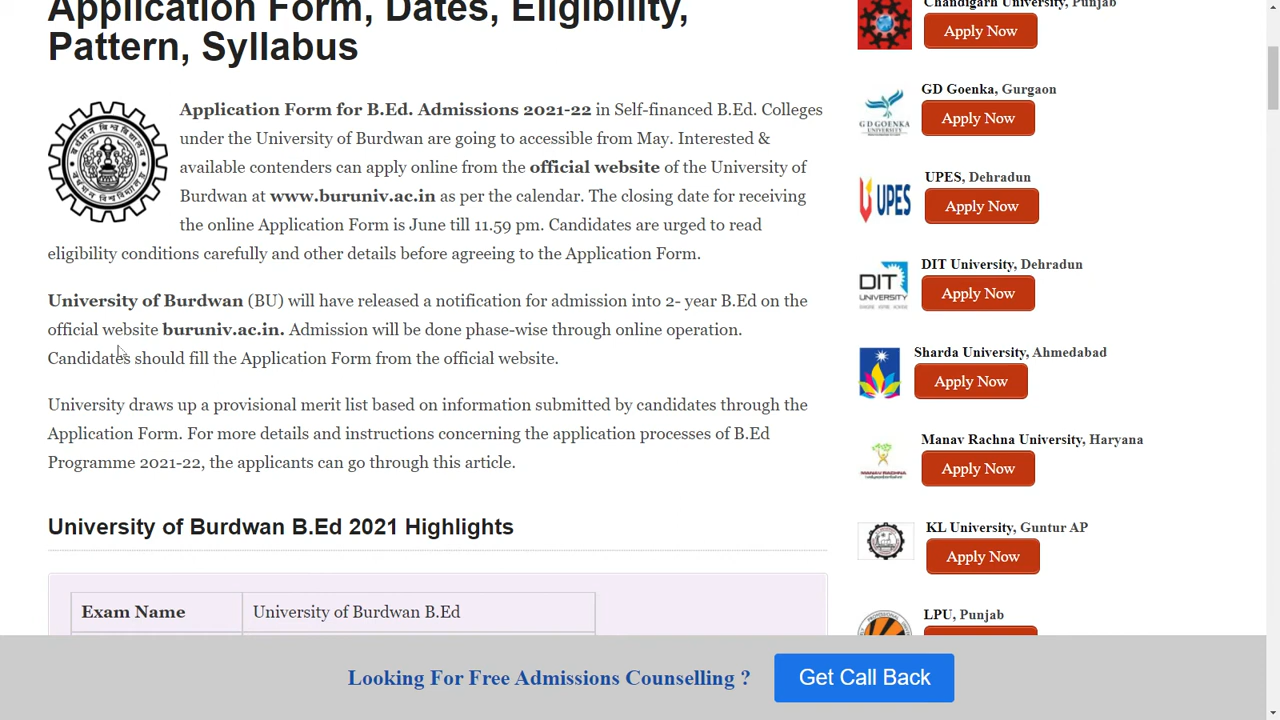 Application Form, Dates, Eligibility,
Pattern, Syllabus
Application Form for B.Ed. Admissions 2021-22 in Self-financed B.Ed. Colleges
under the University of Burdwan are going to accessible from May. Interested &
available contenders can apply online from the official website of the University of
Burdwan at www.buruniv.ac.in as per the calendar. The closing date for receiving
the online Application Form is June till 11.59 pm. Candidates are urged to read
eligibility conditions carefully and other details before agreeing to the Application Form.
University of Burdwan (BU) will have released a notification for admission into 2- year B.Ed on the
official website buruniv.ac.in. Admission will be done phase-wise through online operation.
Candidates should fill the Application Form from the official website.
University draws up a provisional merit list based on information submitted by candidates through the
Application Form. For more details and instructions concerning the application processes of B.Ed
Programme 2021-22, the applicants can go through this article.
University of Burdwan B.Ed 2021 Highlights
Exam Name University of Burdwan B.Ed
Chandigarh University, Punjab
Apply Now
GD Goenka, Gurgaon
G D GOENKA
UNIVERSITY
Apply Now
UPES, Dehradun
UPES
Apply Now
DIT University, Dehradun
DIT
UNIVERSITY
Apply Now
Sharda University, Ahmedabad
Apply Now
Manav Rachna University, Haryana
MANAV RACHNA
Apply Now
KL University, Guntur AP
Apply Now
LPU, Punjab
Looking For Free Admissions Counselling ?
Get Call Back